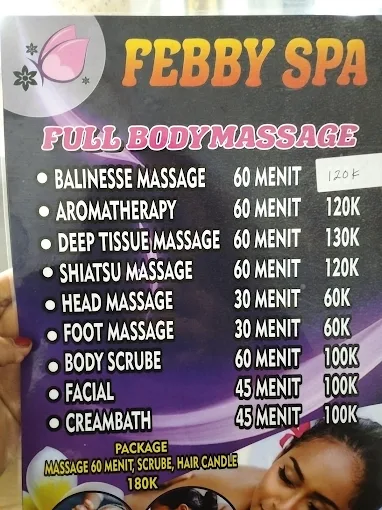 FEBBY SPA
FULL BODYMASSAGE
• BALINESSE MASSAGE 60 MENIT 120K
• AROMATHERAPY 60 MENIT 120K
• DEEP TISSUE MASSAGE 60 MENIT 130K
• SHIATSU MASSAGE 60 MENIT 120K
• HEAD MASSAGE 30 MENIT 60K
• FOOT MASSAGE 30 MENIT 60K
• BODY SCRUBE 60 MENIT 100K
• FACIAL 45 MENIT 100K
• CREAMBATH 45 MENIT 100K
PACKAGE
MASSAGE 60 MENIT, SCRUBE, HAIR CANDLE
180K